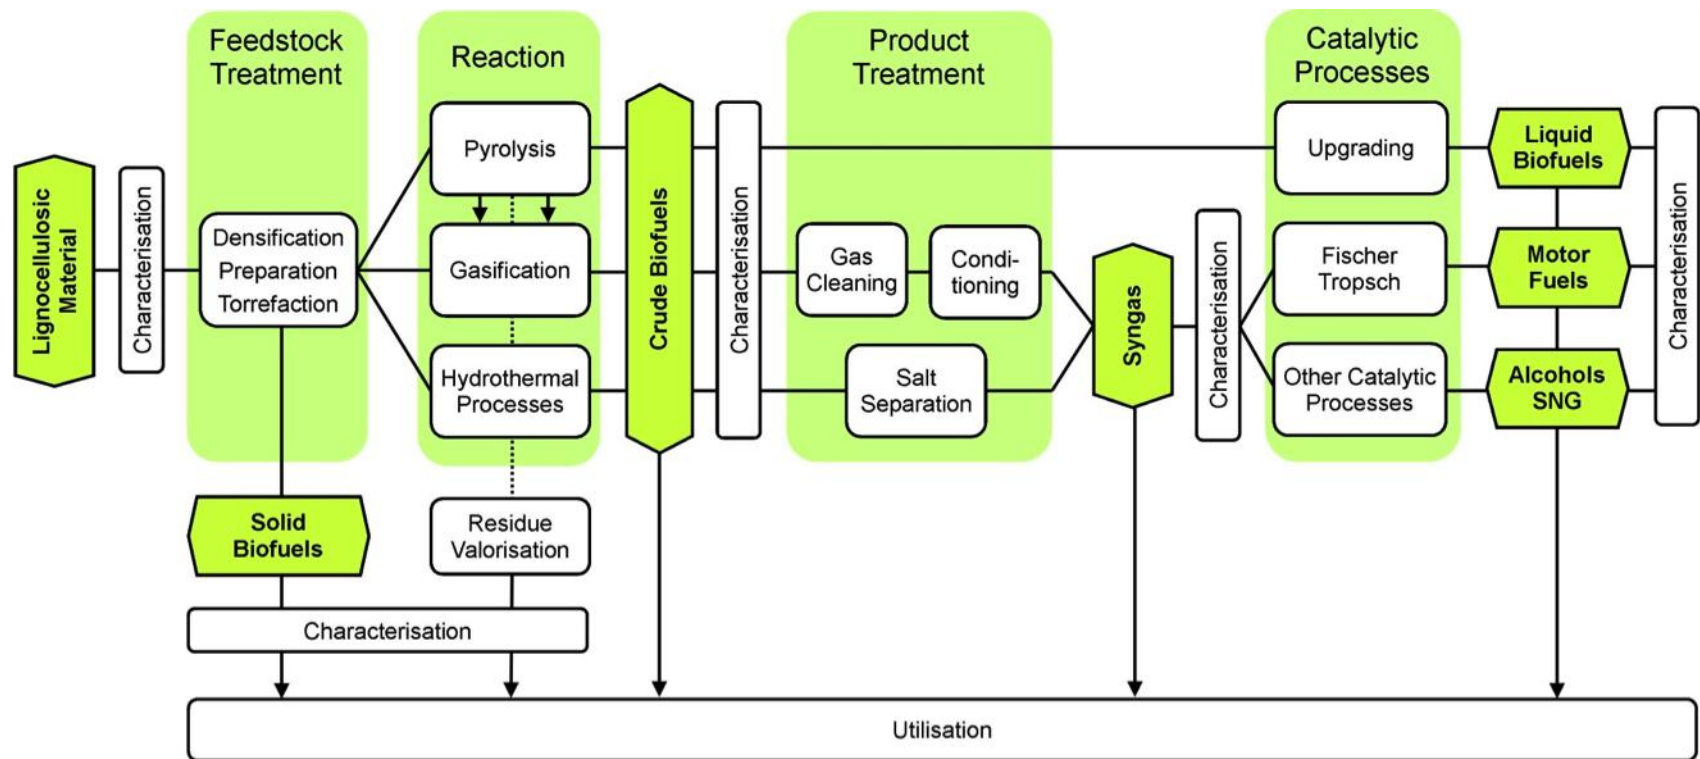 Feedstock
Treatment
Reaction
Product
Treatment
Catalytic
Processes
Lignocellulosic
Material
Characterisation
Densification
Preparation
Torrefaction
Pyrolysis
Gasification
Hydrothermal
Processes
Crude Biofuels
Characterisation
Gas
Cleaning
Condi-
tioning
Salt
Separation
Syngas
Characterisation
Upgrading
Fischer
Tropsch
Other Catalytic
Processes
Liquid
Biofuels
Motor
Fuels
Alcohols
SNG
Characterisation
Solid
Biofuels
Residue
Valorisation
Characterisation
Utilisation